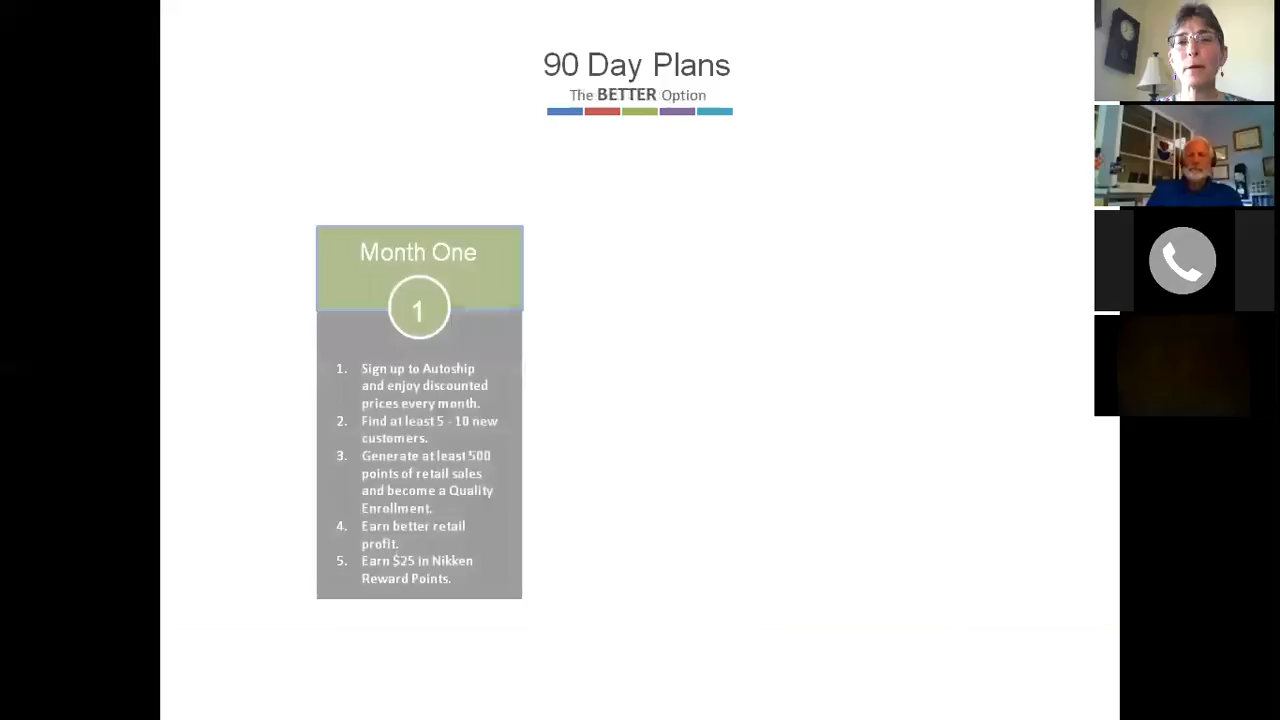 90 Day Plans
The BETTER Option
Month One
1
1. Sign up to Autoship
and enjoy discounted
prices every month.
2. Find at least 5 - 10 new
customers.
3. Generate at least 500
points of retail sales
and become a Quality
Enrollment.
4. Earn better retail
profit.
5. Earn $25 in Nikken
Reward Points.